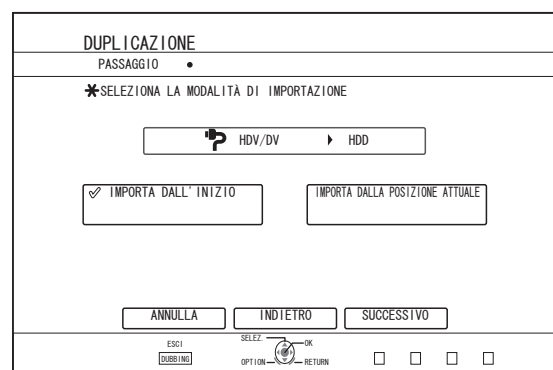 DUPLICAZIONE
PASSAGGIO
SELEZIONA LA MODALITÀ DI IMPORTAZIONE
HDV/DV HDD
IMPORTA DALL'INIZIO IMPORTA DALLA POSIZIONE ATTUALE
ANNULLA INDIETRO SUCCESSIVO
ESCI SELEZ. OK
DUBBING OPTION RETURN